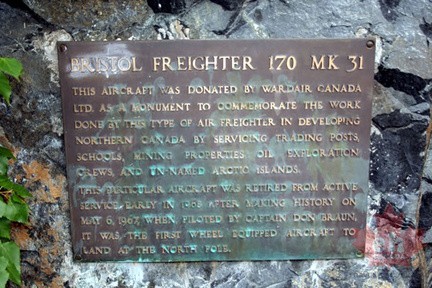 BRISTOL FREIGHTER 170 MK 31
THIS AIRCRAFT WAS DONATED BY WARDAIR CANADA
LTD. AS A MONUMENT TO COMMEMORATE THE WORK
DONE BY THIS TYPE OF AIR FREIGHTER IN DEVELOPING
NORTHERN CANADA BY SERVICING TRADING POSTS,
SCHOOLS, MINING PROPERTIES OIL EXPLORATION
CREWS, AND UN-NAMED ARCTIC ISLANDS.
THIS PARTICULAR AIRCRAFT WAS RETIRED FROM ACTIVE
SERVICE EARLY IN 1968 AFTER MAKING HISTORY ON
MAY 6, 1967, WHEN, PILOTED BY CAPTAIN DON BRAUN,
IT WAS THE FIRST WHEEL EQUIPPED AIRCRAFT TO
LAND AT THE NORTH POLE.